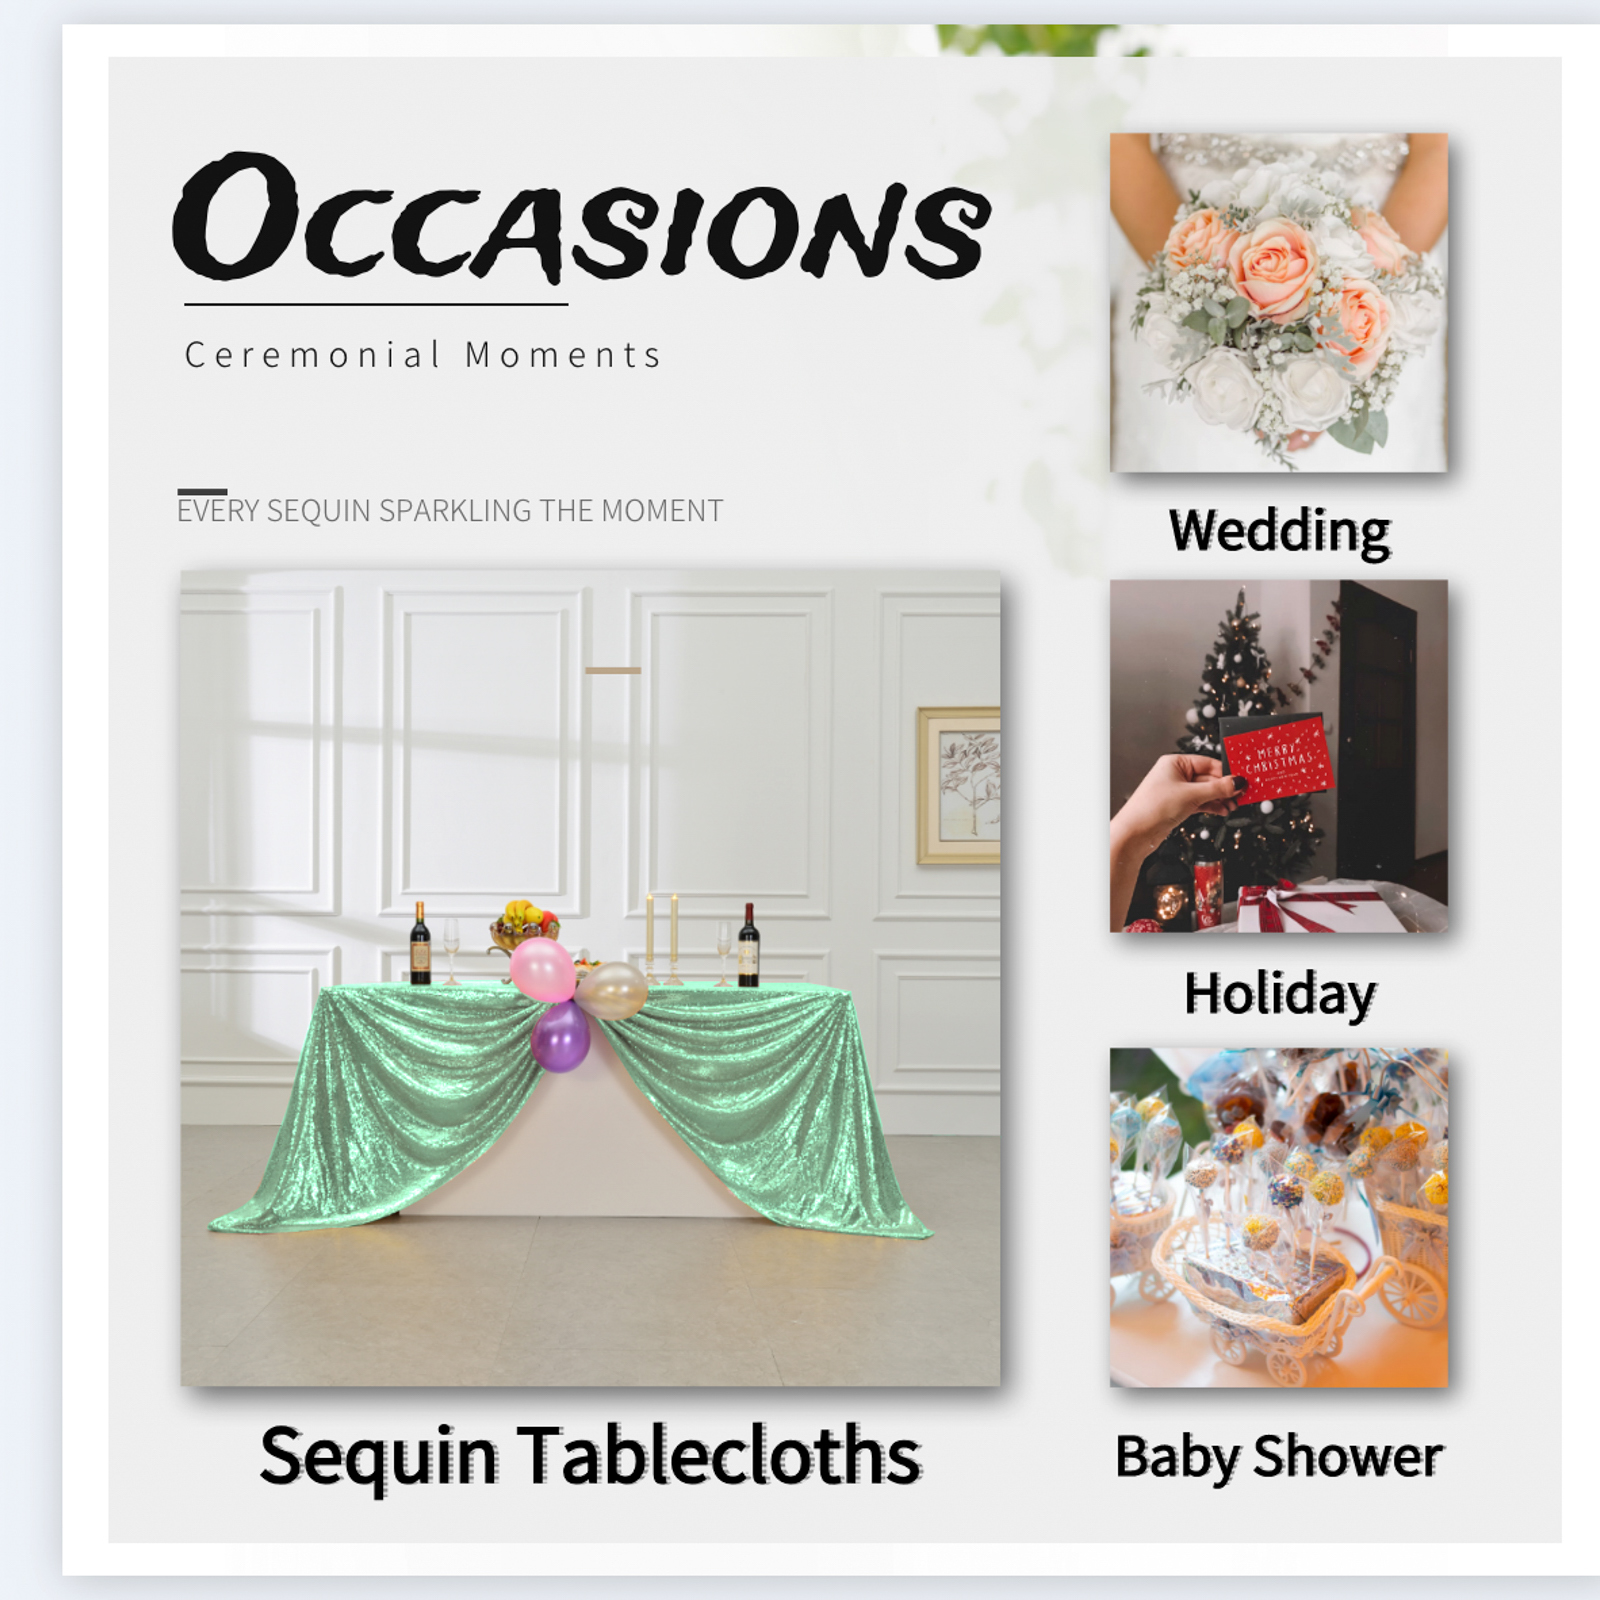 OCCASIONS
Ceremonial Moments
EVERY SEQUIN SPARKLING THE MOMENT
Sequin Tablecloths
Wedding
MERRY
CHRISTMAS
Holiday
Baby Shower